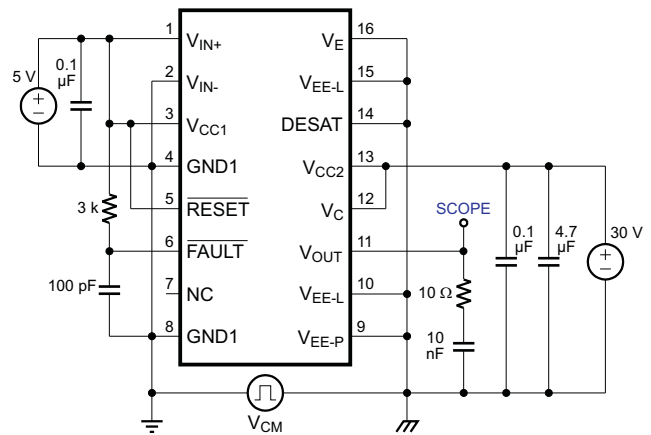 1 V_IN+ V_E 16
2 V_IN- V_EE-L 15
5 V 0.1 µF
3 V_CC1 DESAT 14
4 GND1 V_CC2 13
3 k 5 RESET V_C 12 SCOPE
6 FAULT V_OUT 11
0.1 µF 4.7 µF 30 V
100 pF 7 NC V_EE-L 10 10 Ω
8 GND1 V_EE-P 9 10 nF
V_CM